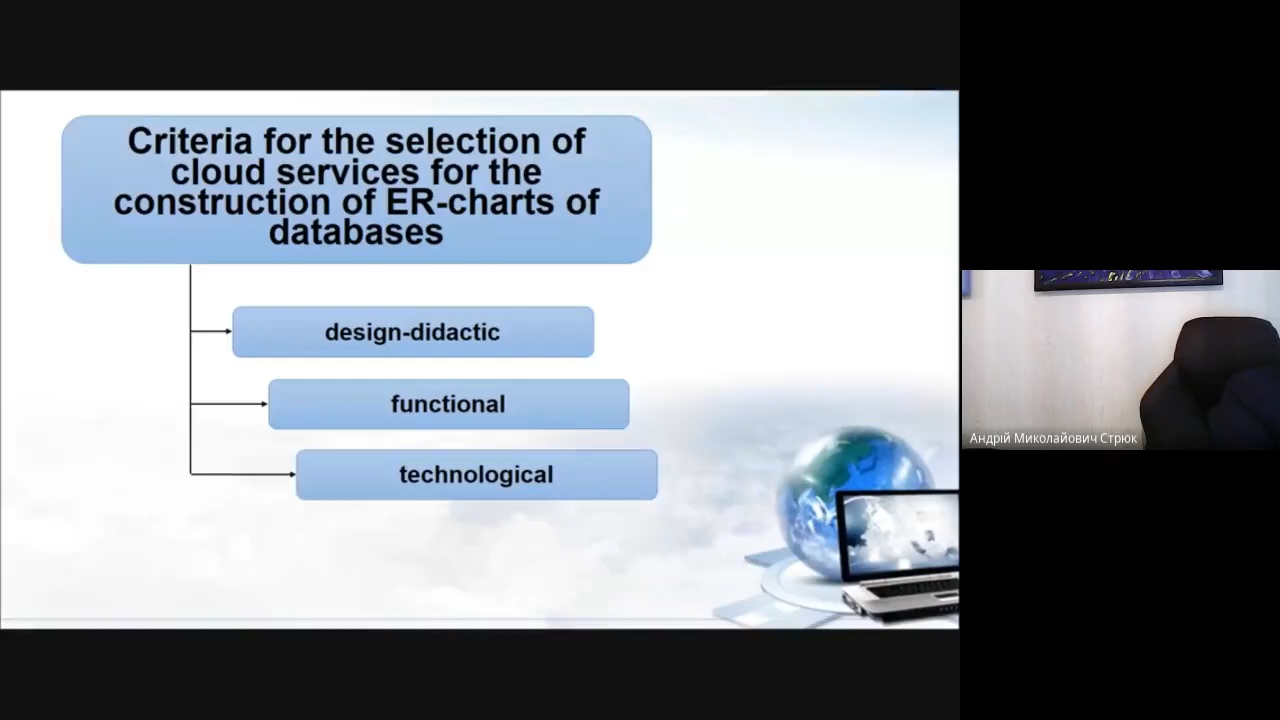 Criteria for the selection of
cloud services for the
construction of ER-charts of
databases
design-didactic
functional
technological
Андрій Миколайович Стрюк